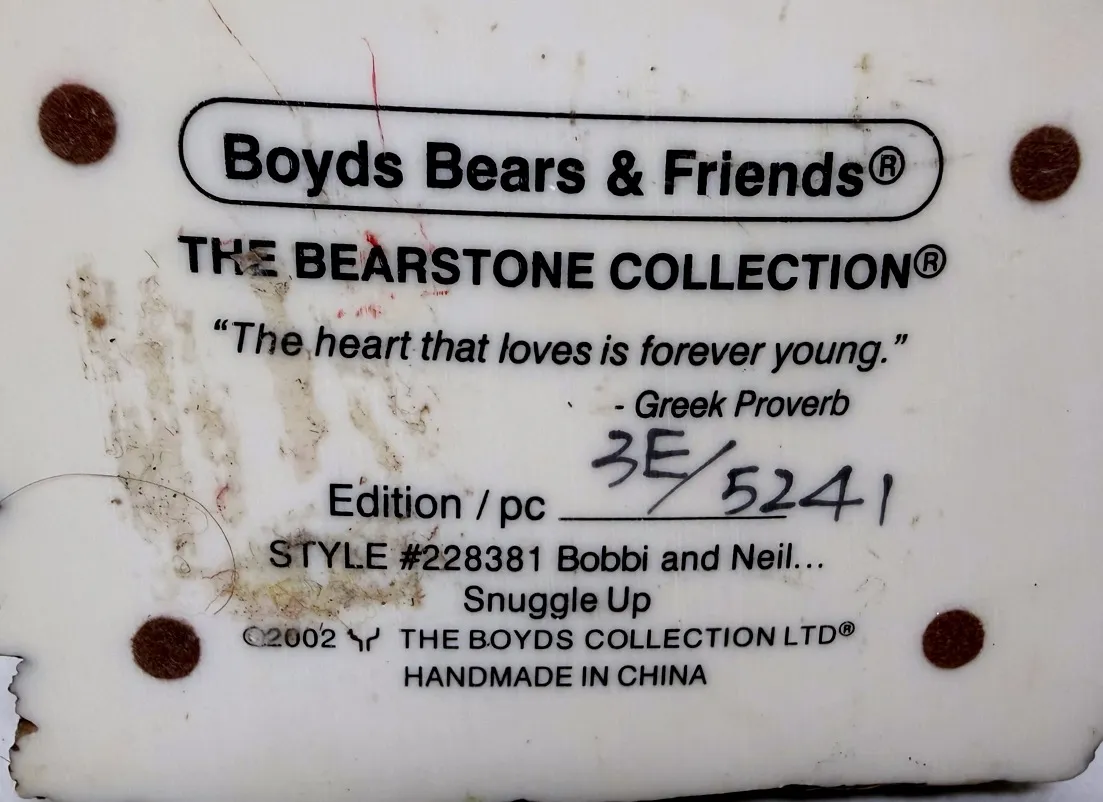 Boyds Bears & Friends®
THE BEARSTONE COLLECTION®
“The heart that loves is forever young.”
- Greek Proverb
Edition / pc 3E/5241
STYLE #228381 Bobbi and Neil...
Snuggle Up
©2002 THE BOYDS COLLECTION LTD®
HANDMADE IN CHINA